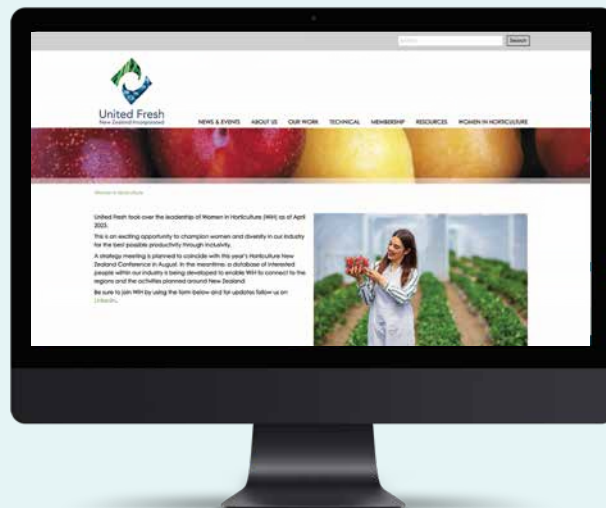 Search
United Fresh
New Zealand Incorporated
NEWS & EVENTS ABOUT US OUR WORK TECHNICAL MEMBERSHIP RESOURCES WOMEN IN HORTICULTURE
Women in Horticulture
United Fresh took over the leadership of Women in Horticulture (WiH) as of April
2023.
This is an exciting opportunity to champion women and diversity in our industry
for the best possible productivity through inclusivity.
A strategy meeting is planned to coincide with this year's Horticulture New
Zealand Conference in August. In the meantime, a database of interested
people within our industry is being developed to enable WiH to connect to the
regions and the activities planned around New Zealand
Be sure to join WiH by using the form below and for updates follow us on
LinkedIn.